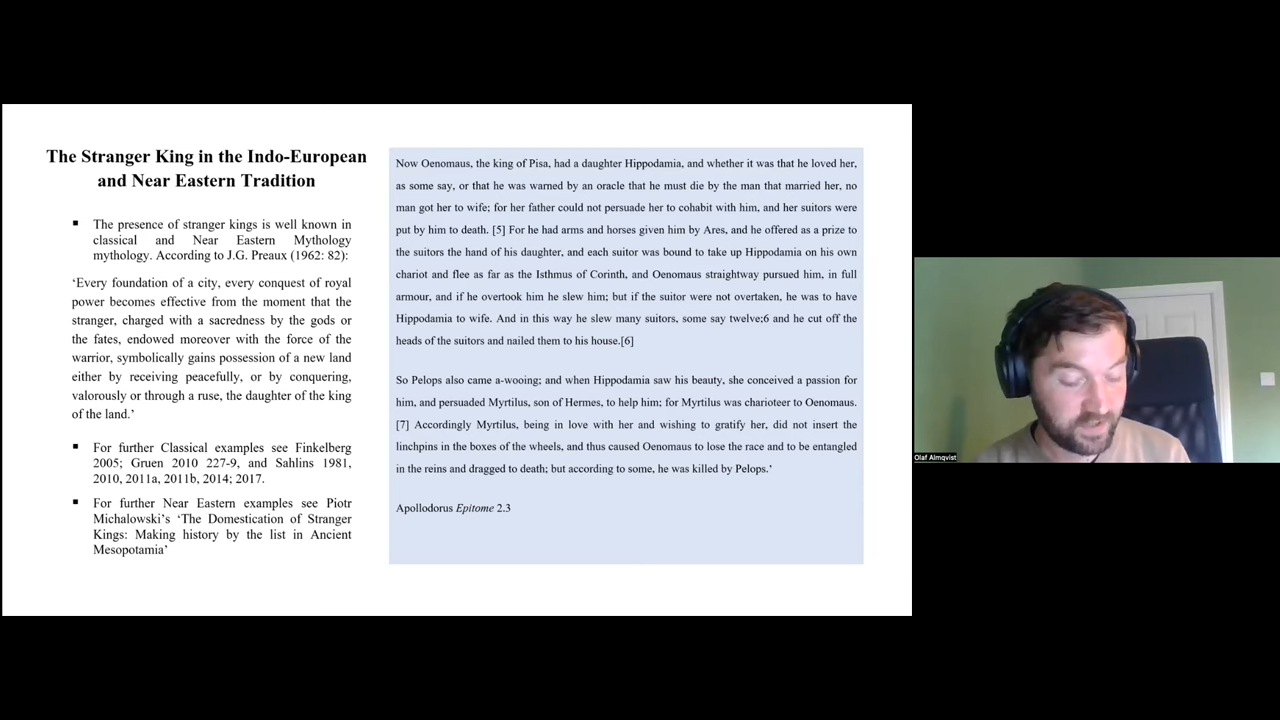 The Stranger King in the Indo-European
and Near Eastern Tradition
▪ The presence of stranger kings is well known in
classical and Near Eastern Mythology
mythology. According to J.G. Preaux (1962: 82):
‘Every foundation of a city, every conquest of royal
power becomes effective from the moment that the
stranger, charged with a sacredness by the gods or
the fates, endowed moreover with the force of the
warrior, symbolically gains possession of a new land
either by receiving peacefully, or by conquering,
valorously or through a ruse, the daughter of the king
of the land.’
▪ For further Classical examples see Finkelberg
2005; Gruen 2010 227-9, and Sahlins 1981,
2010, 2011a, 2011b, 2014; 2017.
▪ For further Near Eastern examples see Piotr
Michalowski’s ‘The Domestication of Stranger
Kings: Making history by the list in Ancient
Mesopotamia’
Now Oenomaus, the king of Pisa, had a daughter Hippodamia, and whether it was that he loved her,
as some say, or that he was warned by an oracle that he must die by the man that married her, no
man got her to wife; for her father could not persuade her to cohabit with him, and her suitors were
put by him to death. [5] For he had arms and horses given him by Ares, and he offered as a prize to
the suitors the hand of his daughter, and each suitor was bound to take up Hippodamia on his own
chariot and flee as far as the Isthmus of Corinth, and Oenomaus straightway pursued him, in full
armour, and if he overtook him he slew him; but if the suitor were not overtaken, he was to have
Hippodamia to wife. And in this way he slew many suitors, some say twelve;6 and he cut off the
heads of the suitors and nailed them to his house.[6]
So Pelops also came a-wooing; and when Hippodamia saw his beauty, she conceived a passion for
him, and persuaded Myrtilus, son of Hermes, to help him; for Myrtilus was charioteer to Oenomaus.
[7] Accordingly Myrtilus, being in love with her and wishing to gratify her, did not insert the
linchpins in the boxes of the wheels, and thus caused Oenomaus to lose the race and to be entangled
in the reins and dragged to death; but according to some, he was killed by Pelops.’
Apollodorus Epitome 2.3
Olaf Almqvist